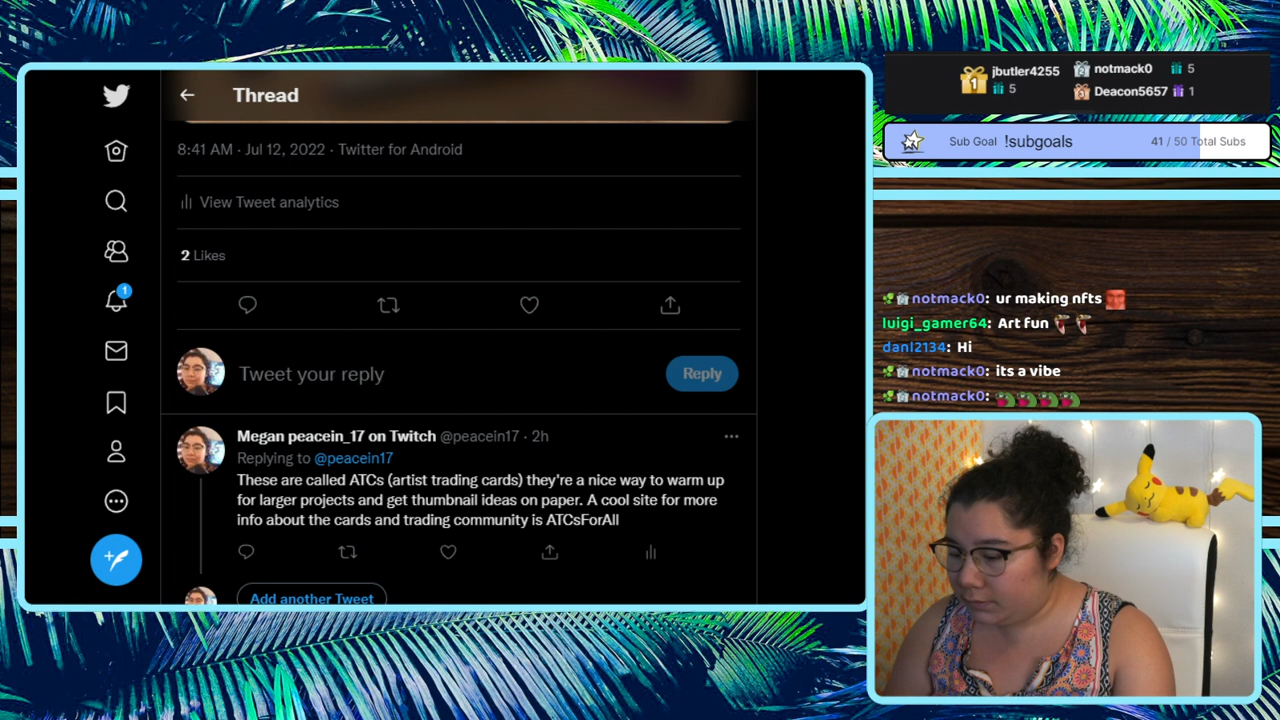 Thread
8:41 AM · Jul 12, 2022 · Twitter for Android
View Tweet analytics
2 Likes
Tweet your reply
Reply
Megan peacein_17 on Twitch @peacein17 · 2h
Replying to @peacein17
These are called ATCs (artist trading cards) they're a nice way to warm up
for larger projects and get thumbnail ideas on paper. A cool site for more
info about the cards and trading community is ATCsForAll
Add another Tweet
1
1 jbutler4255
5
2 notmack0 5
3 Deacon5657 1
Sub Goal !subgoals 41 / 50 Total Subs
notmack0: ur making nfts
luigi_gamer64: Art fun
danl2134: Hi
notmack0: its a vibe
notmack0: